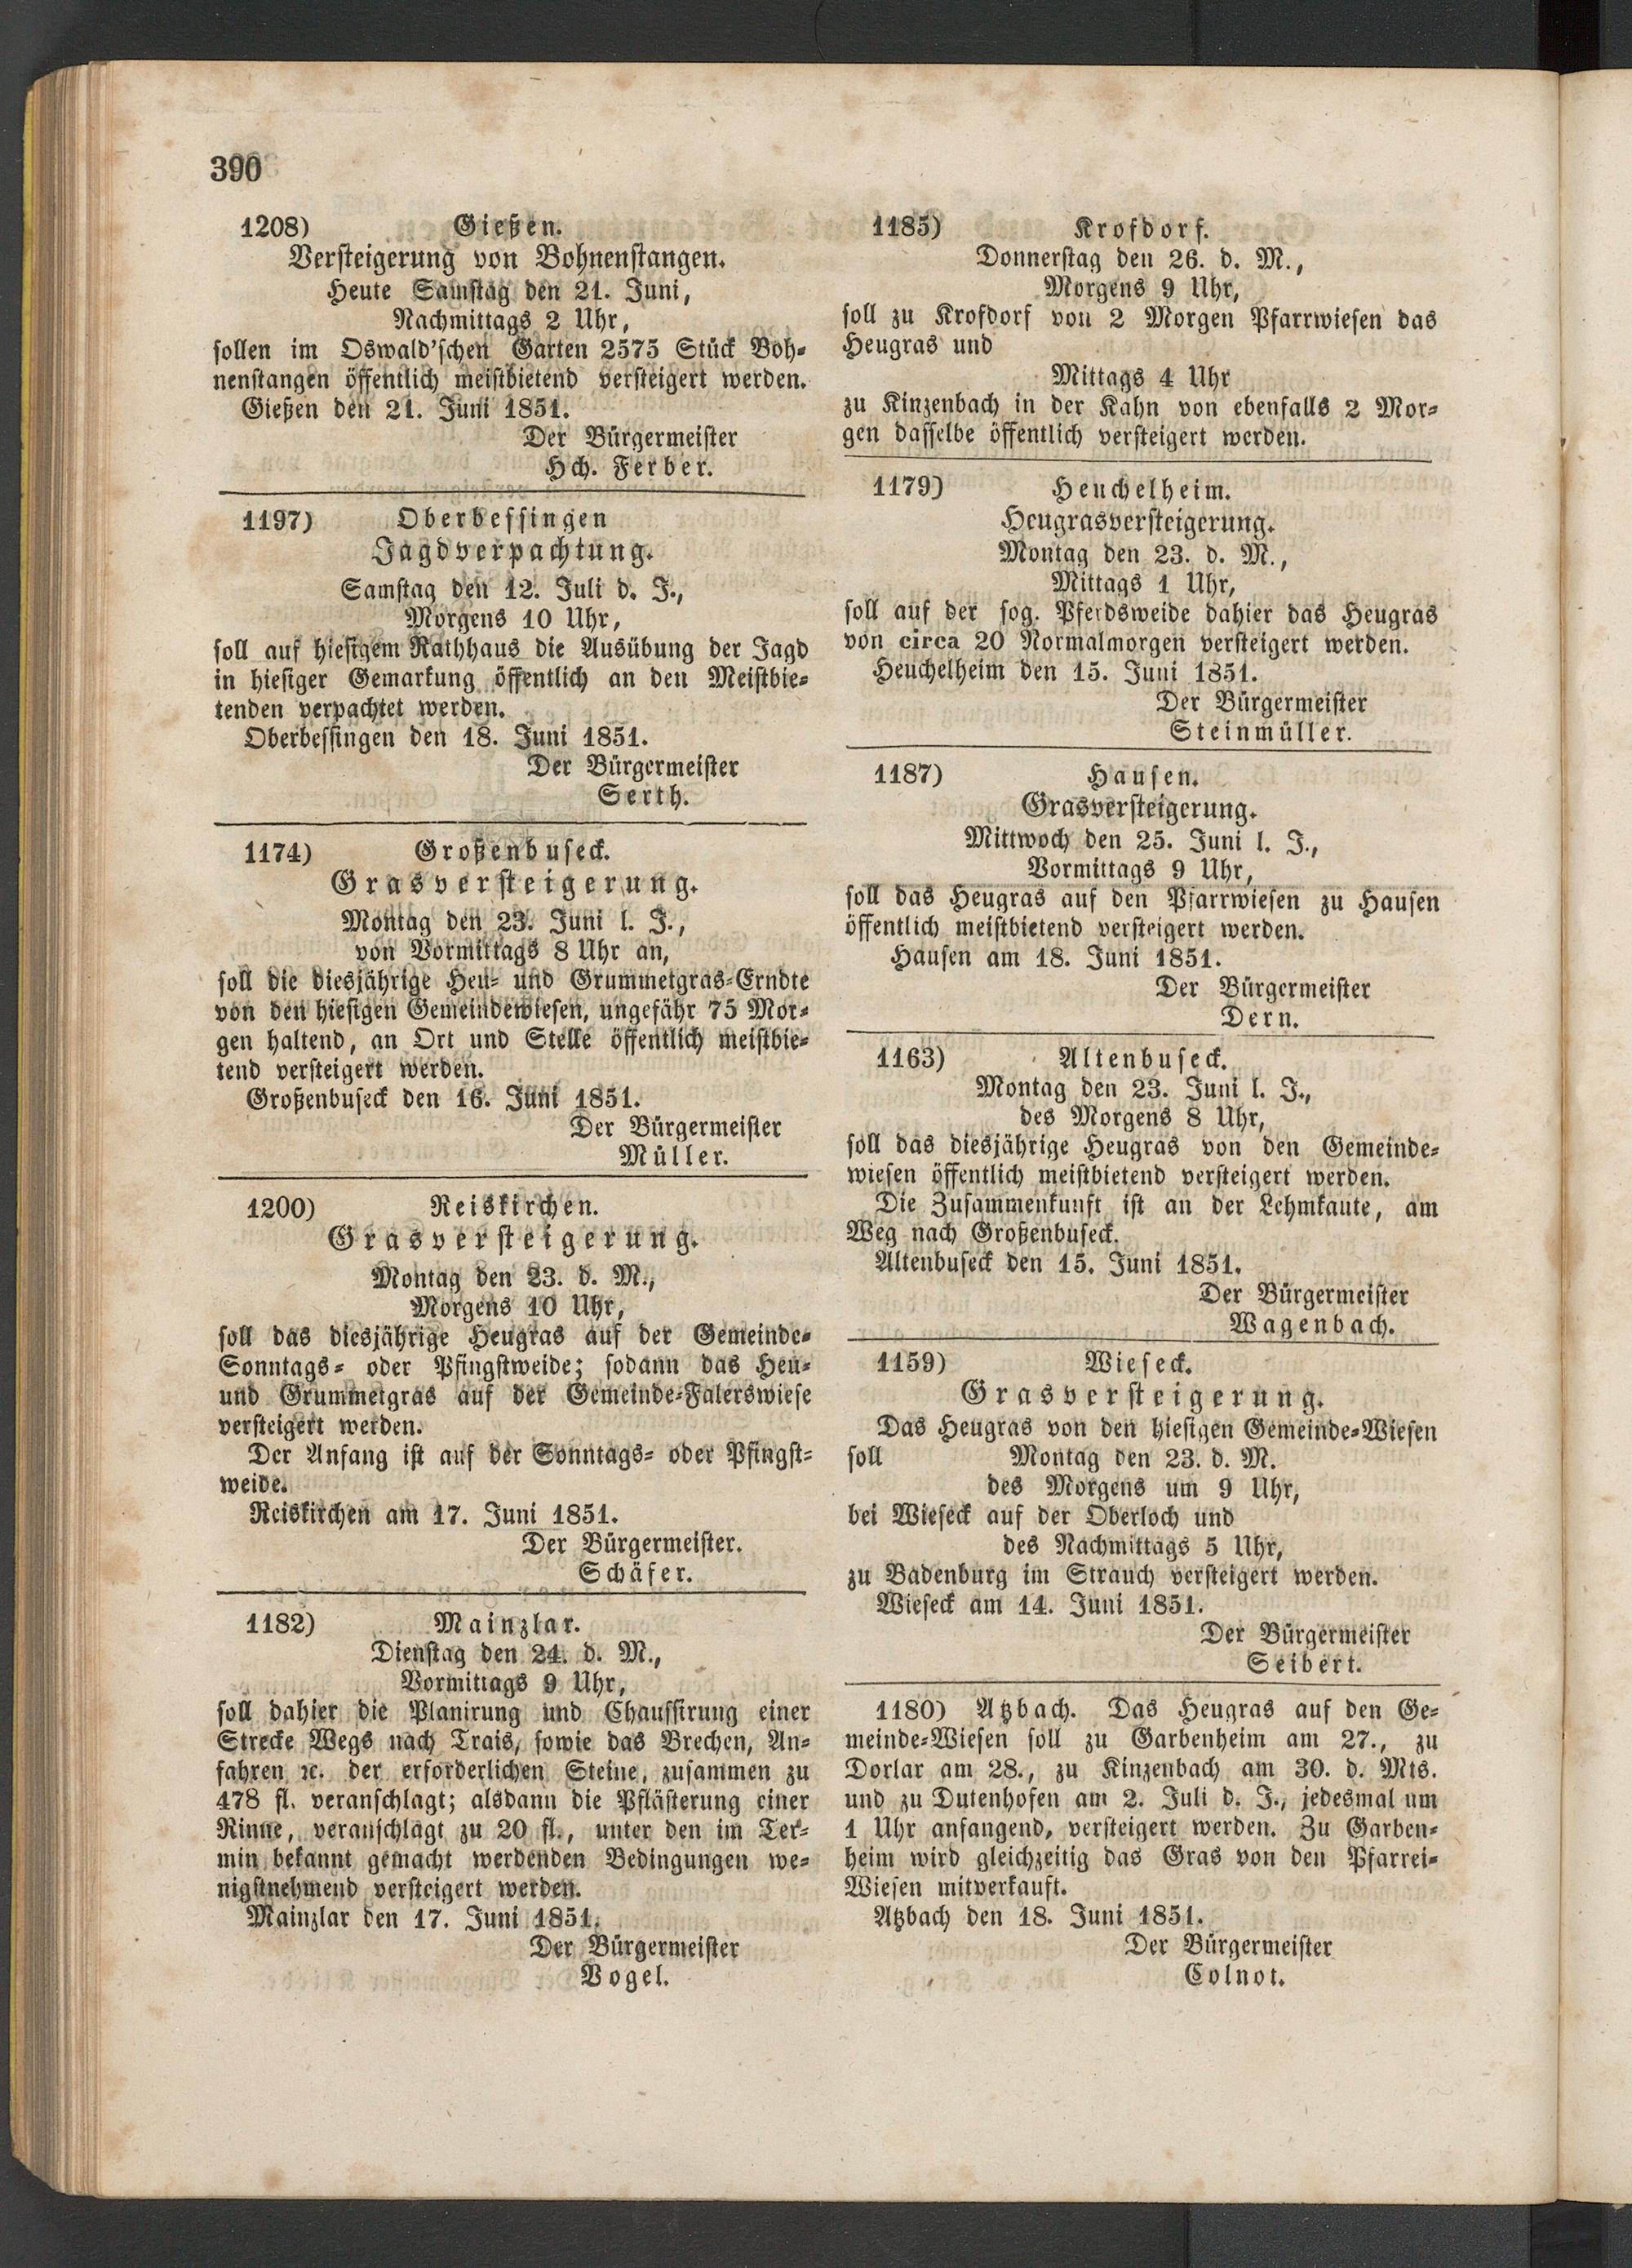 390
1208) Gießen.
Versteigerung von Bohnenstangen.
Heute Samstag den 21. Juni,
Nachmittags 2 Uhr,
sollen im Oswald'schen Garten 2575 Stück Boh-
nenstangen öffentlich meistbietend versteigert werden.
Gießen den 21. Juni 1851.
Der Bürgermeister
Hch. Ferber.
1197) Oberbessingen
Jagdverpachtung.
Samstag den 12. Juli d. J.,
Morgens 10 Uhr,
soll auf hiesigem Rathhaus die Ausübung der Jagd
in hiesiger Gemarkung öffentlich an den Meistbie-
tenden verpachtet werden.
Oberbessingen den 18. Juni 1851.
Der Bürgermeister
Serth.
1174) Großenbuseck.
Grasversteigerung.
Montag den 23. Juni l. J.,
von Vormittags 8 Uhr an,
soll die diesjährige Heu- und Grummetgras-Erndte
von den hiesigen Gemeindewiesen, ungefähr 75 Mor-
gen haltend, an Ort und Stelle öffentlich meistbie-
tend versteigert werden.
Großenbuseck den 16. Juni 1851.
Der Bürgermeister
Müller.
1200) Reiskirchen.
Grasversteigerung.
Montag den 23. d. M.,
Morgens 10 Uhr,
soll das diesjährige Heugras auf der Gemeinde-
Sonntags- oder Pfingstweide; sodann das Heu-
und Grummetgras auf der Gemeinde-Falerswiese
versteigert werden.
Der Anfang ist auf der Sonntags- oder Pfingst-
weide.
Reiskirchen am 17. Juni 1851.
Der Bürgermeister.
Schäfer.
1182) Mainzlar.
Dienstag den 24. d. M.,
Vormittags 9 Uhr,
soll dahier die Planirung und Chaussirung einer
Strecke Wegs nach Trais, sowie das Brechen, An-
fahren ꝛc. der erforderlichen Steine, zusammen zu
478 fl. veranschlagt; alsdann die Pflästerung einer
Rinne, veranschlagt zu 20 fl., unter den im Ter-
min bekannt gemacht werdenden Bedingungen we-
nigstnehmend versteigert werden.
Mainzlar den 17. Juni 1851.
Der Bürgermeister
Vogel.
1185) Krofdorf.
Donnerstag den 26. d. M.,
Morgens 9 Uhr,
soll zu Krofdorf von 2 Morgen Pfarrwiesen das
Heugras und
Mittags 4 Uhr
zu Kinzenbach in der Kahn von ebenfalls 2 Mor-
gen dasselbe öffentlich versteigert werden.
1179) Heuchelheim.
Heugrasversteigerung.
Montag den 23. d. M.,
Mittags 1 Uhr,
soll auf der sog. Pferdsweide dahier das Heugras
von circa 20 Normalmorgen versteigert werden.
Heuchelheim den 15. Juni 1851.
Der Bürgermeister
Steinmüller.
1187) Hausen.
Grasversteigerung.
Mittwoch den 25. Juni l. J.,
Vormittags 9 Uhr,
soll das Heugras auf den Pfarrwiesen zu Hausen
öffentlich meistbietend versteigert werden.
Hausen am 18. Juni 1851.
Der Bürgermeister
Dern.
1163) Altenbuseck.
Montag den 23. Juni l. J.,
des Morgens 8 Uhr,
soll das diesjährige Heugras von den Gemeinde-
wiesen öffentlich meistbietend versteigert werden.
Die Zusammenkunft ist an der Lehmkaute, am
Weg nach Großenbuseck.
Altenbuseck den 15. Juni 1851.
Der Bürgermeister
Wagenbach.
1159) Wieseck.
Grasversteigerung.
Das Heugras von den hiesigen Gemeinde-Wiesen
soll Montag den 23. d. M.
des Morgens um 9 Uhr,
bei Wieseck auf der Oberloch und
des Nachmittags 5 Uhr,
zu Badenburg im Strauch versteigert werden.
Wieseck am 14. Juni 1851.
Der Bürgermeister
Seibert.
1180) Atzbach. Das Heugras auf den Ge-
meinde-Wiesen soll zu Garbenheim am 27., zu
Dorlar am 28., zu Kinzenbach am 30. d. Mts.
und zu Dutenhofen am 2. Juli d. J., jedesmal um
1 Uhr anfangend, versteigert werden. Zu Garben-
heim wird gleichzeitig das Gras von den Pfarrei-
Wiesen mitverkauft.
Atzbach den 18. Juni 1851.
Der Bürgermeister
Colnot.